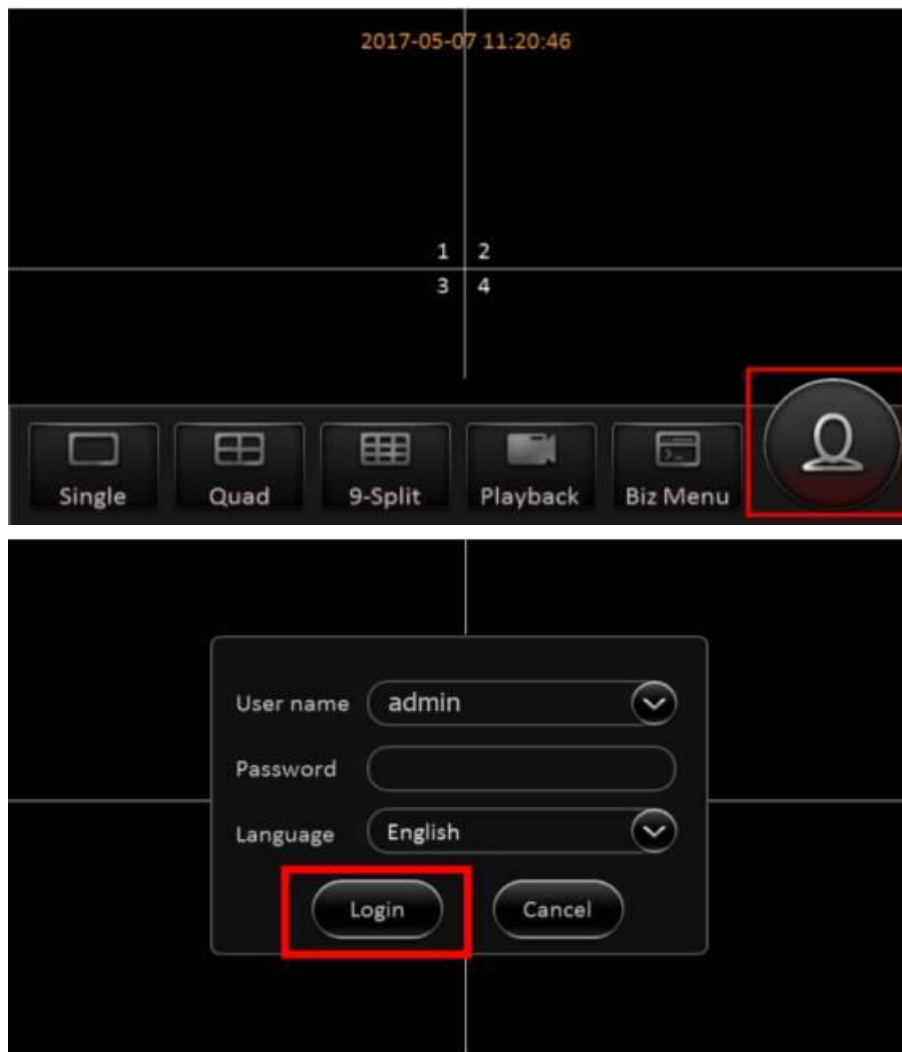 2017-05-07 11:20:46
1 2
3 4
Single Quad 9-Split Playback Biz Menu
User name admin
Password
Language English
Login Cancel